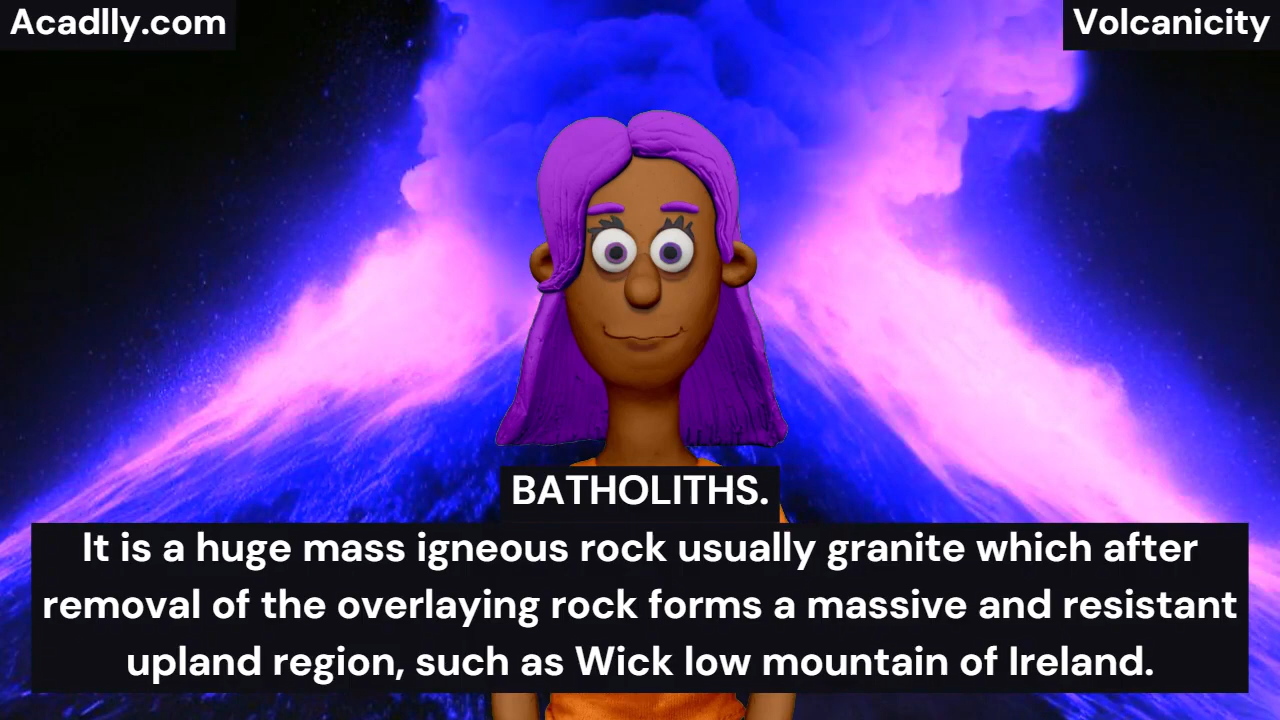 Acadlly.com
Volcanicity
BATHOLITHS.
It is a huge mass igneous rock usually granite which after
removal of the overlaying rock forms a massive and resistant
upland region, such as Wick low mountain of Ireland.